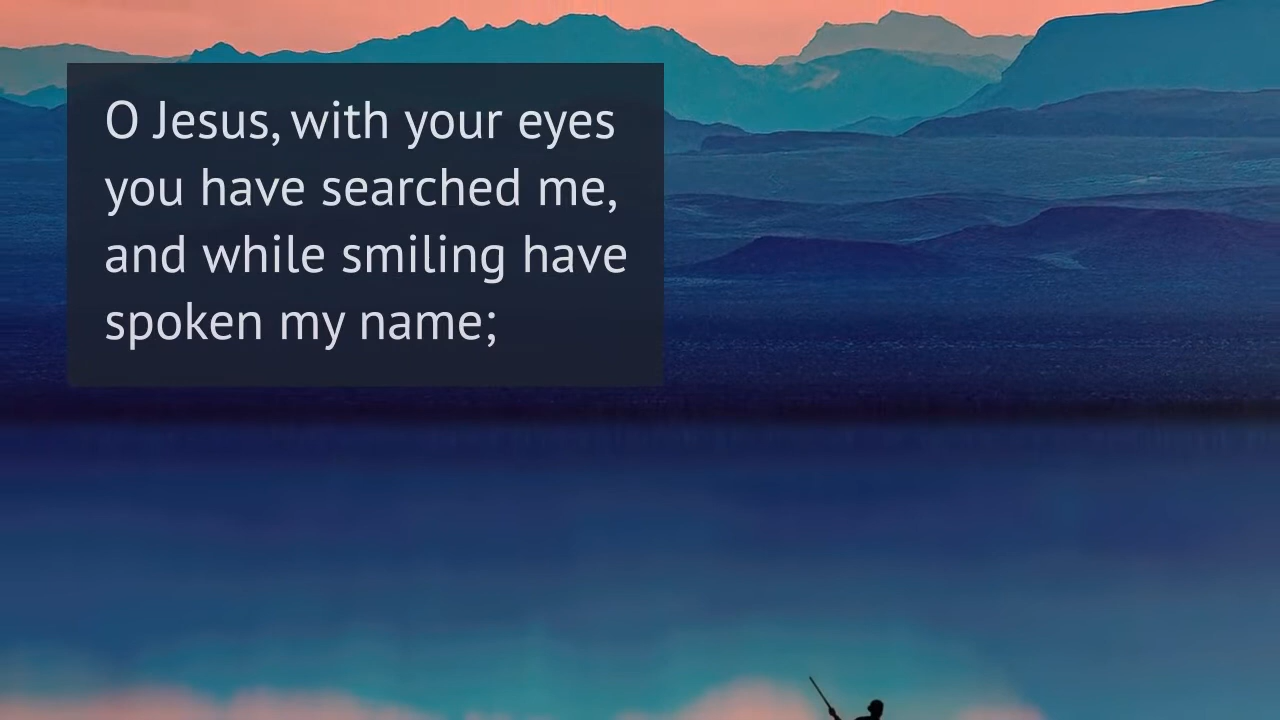 O Jesus, with your eyes
you have searched me,
and while smiling have
spoken my name;